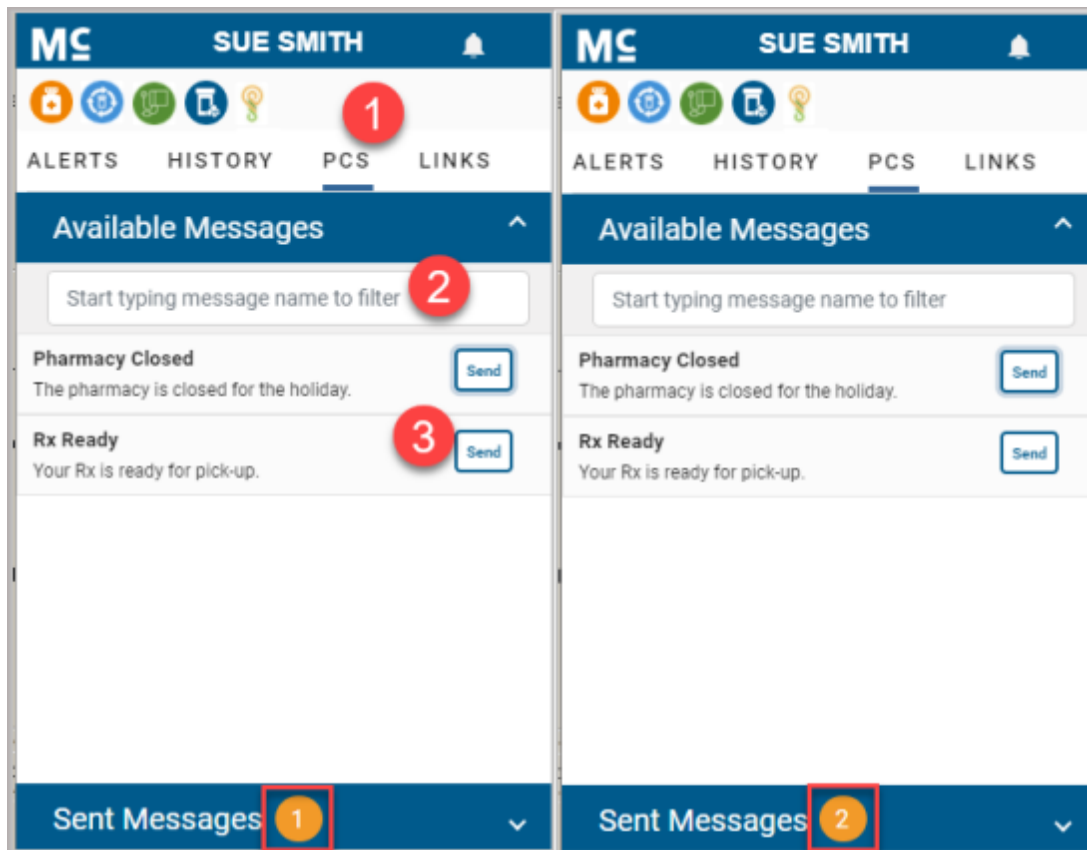 MC SUE SMITH
1
ALERTS HISTORY PCS LINKS
Available Messages
Start typing message name to filter 2
Pharmacy Closed
The pharmacy is closed for the holiday.
Send
Rx Ready
Your Rx is ready for pick-up.
3 Send
Sent Messages 1
MC SUE SMITH
ALERTS HISTORY PCS LINKS
Available Messages
Start typing message name to filter
Pharmacy Closed
The pharmacy is closed for the holiday.
Send
Rx Ready
Your Rx is ready for pick-up.
Send
Sent Messages 2